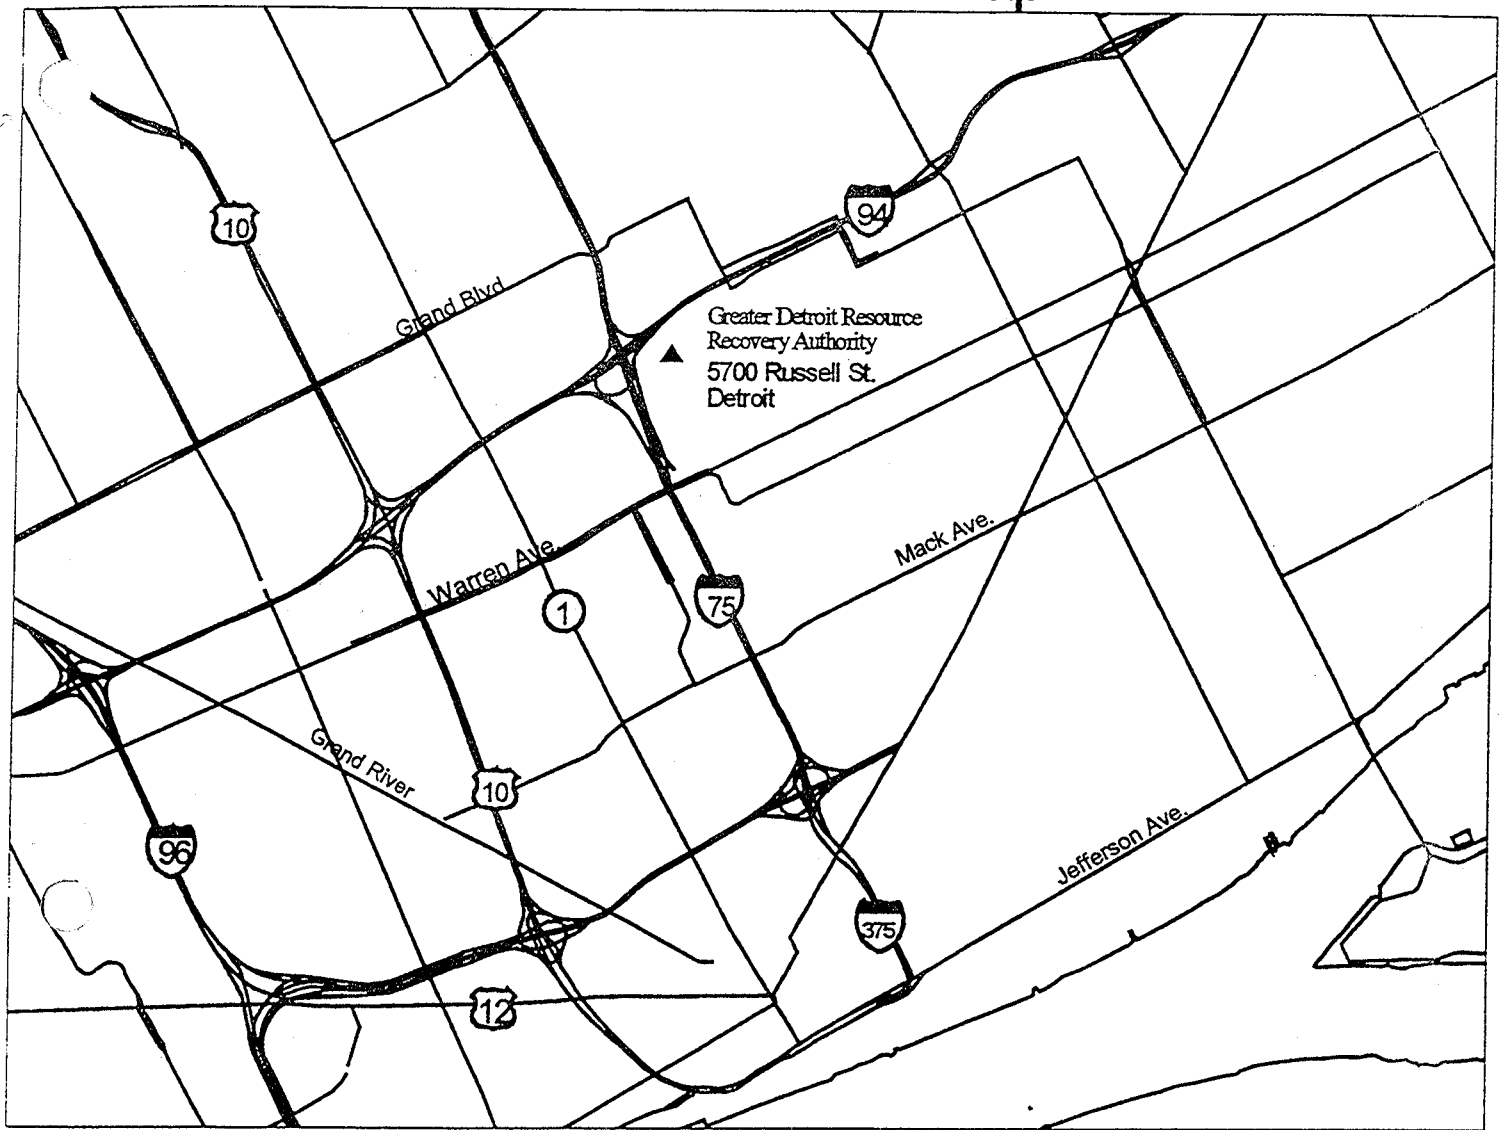 10
94
Grand Blvd
Greater Detroit Resource
Recovery Authority
5700 Russell St.
Detroit
Warren Ave.
Mack Ave.
1
75
Grand River
10
96
Jefferson Ave.
375
12